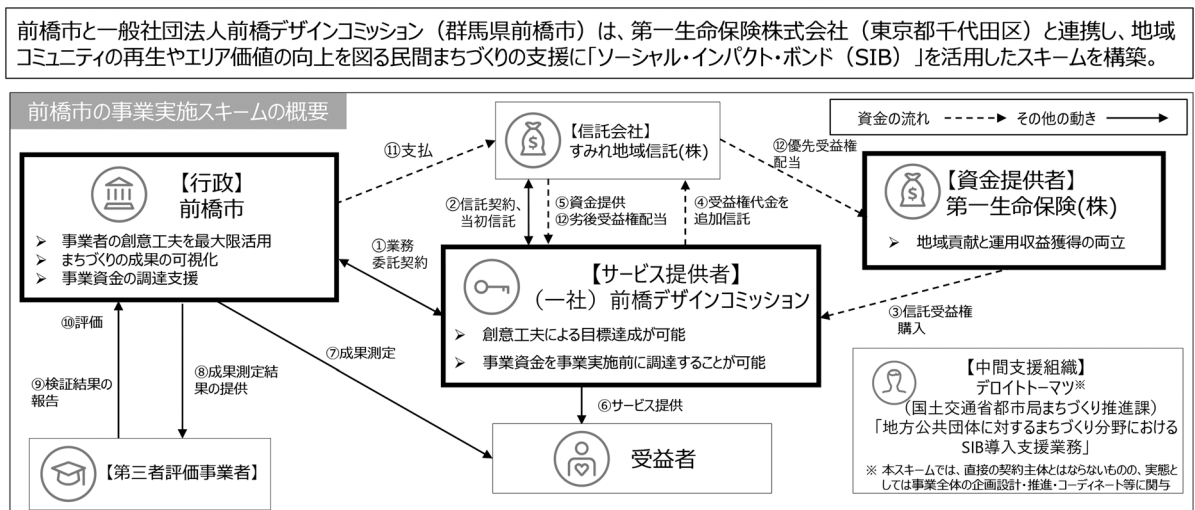 前橋市と一般社団法人前橋デザインコミッション（群馬県前橋市）は、第一生命保険株式会社（東京都千代田区）と連携し、地域
コミュニティの再生やエリア価値の向上を図る民間まちづくりの支援に「ソーシャル・インパクト・ボンド（SIB）」を活用したスキームを構築。
前橋市の事業実施スキームの概要
資金の流れ
その他の動き
【行政】
前橋市
➢ 事業者の創意工夫を最大限活用
➢ まちづくりの成果の可視化
➢ 事業資金の調達支援
⑪支払
【信託会社】
すみれ地域信託(株)
⑫優先受益権
配当
【資金提供者】
第一生命保険(株)
➢ 地域貢献と運用収益獲得の両立
②信託契約、
当初信託
⑤資金提供
⑫劣後受益権配当
④受益権代金を
追加信託
①業務
委託契約
【サービス提供者】
（一社）前橋デザインコミッション
➢ 創意工夫による目標達成が可能
➢ 事業資金を事業実施前に調達することが可能
③信託受益権
購入
⑩評価
⑨検証結果の
報告
⑧成果測定結
果の提供
⑦成果測定
⑥サービス提供
【第三者評価事業者】
受益者
【中間支援組織】
デロイトトーマツ※
（国土交通省都市局まちづくり推進課）
「地方公共団体に対するまちづくり分野における
SIB導入支援業務」
※ 本スキームでは、直接の契約主体とはならないものの、実態と
しては事業全体の企画設計・推進・コーディネート等に関与